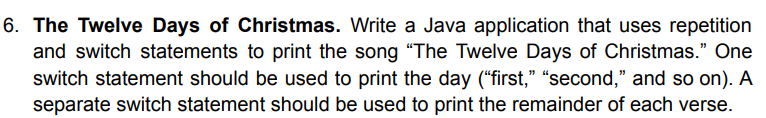 6. The Twelve Days of Christmas. Write a Java application that uses repetition
and switch statements to print the song “The Twelve Days of Christmas.” One
switch statement should be used to print the day (“first,” “second,” and so on). A
separate switch statement should be used to print the remainder of each verse.